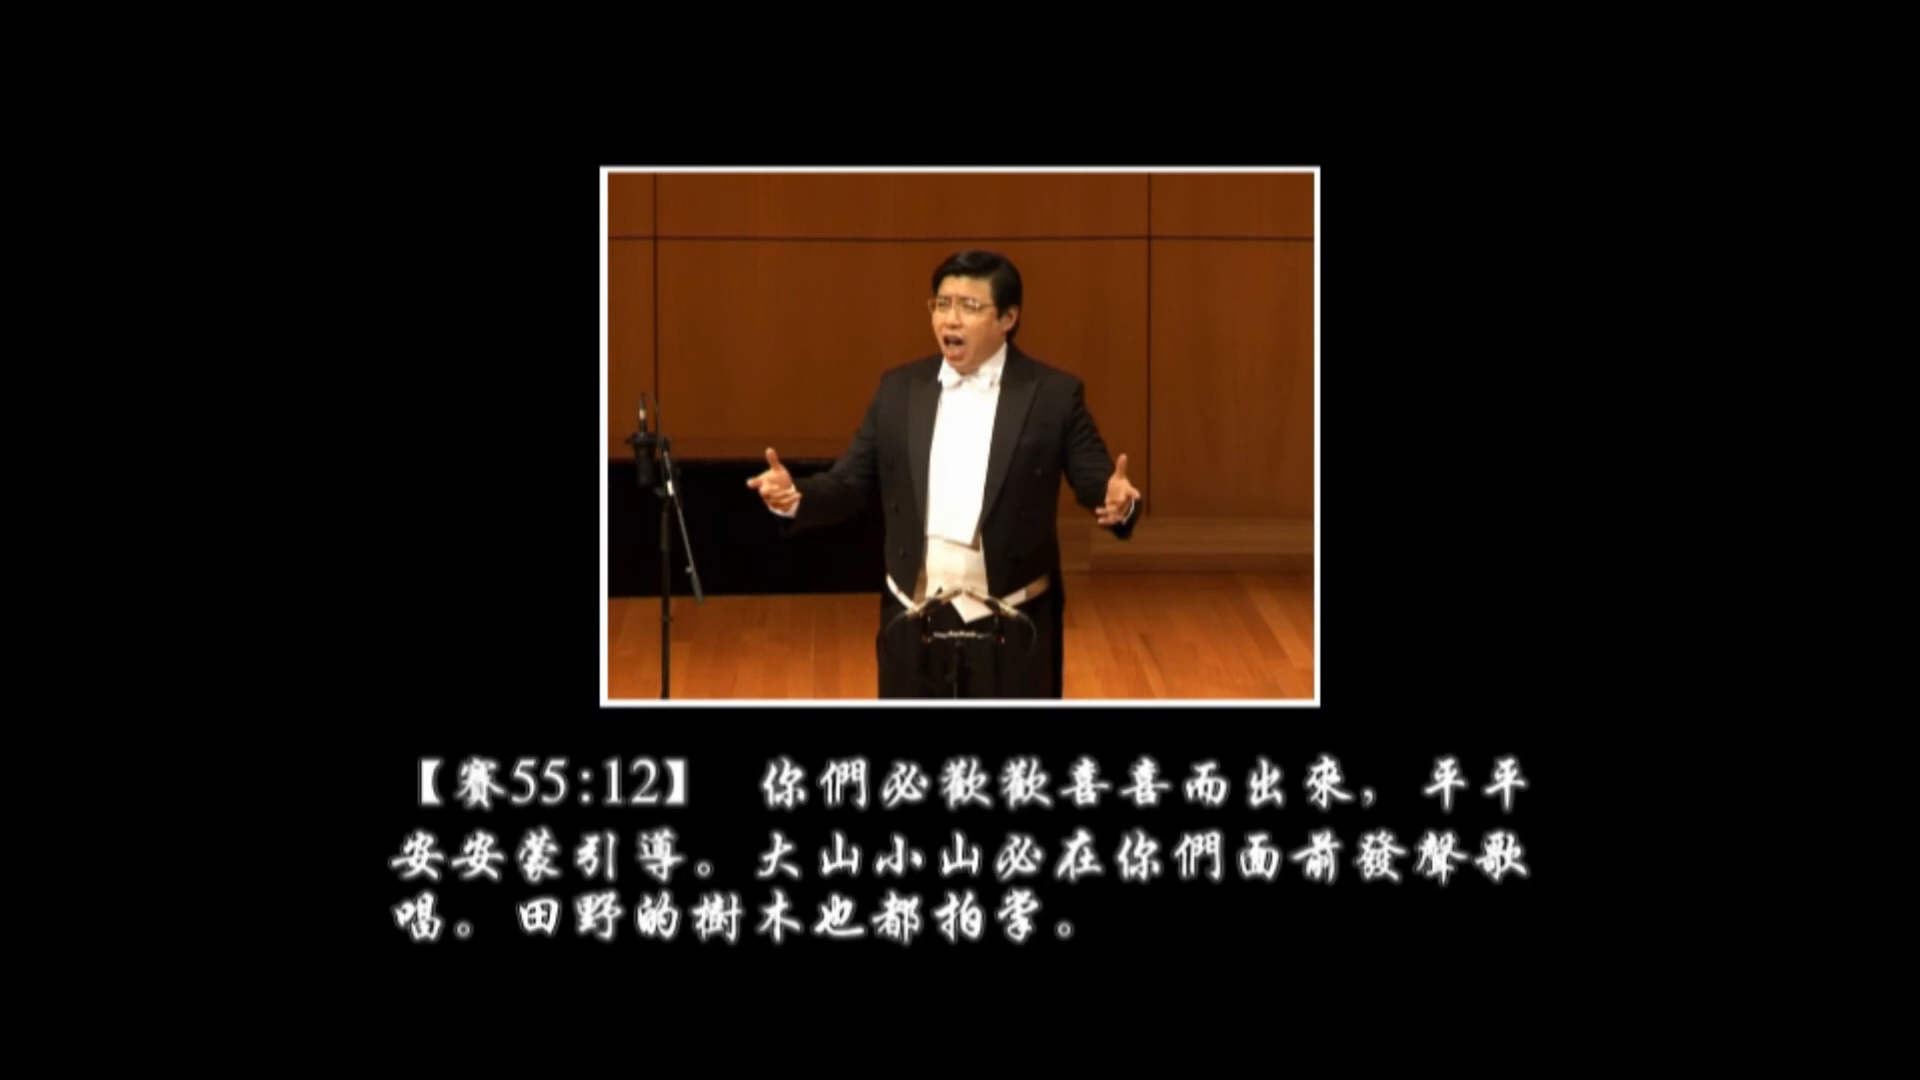 【賽55:12】 你們必歡歡喜喜而出來，平平
安安蒙引導。大山小山必在你們面前發聲歌
唱。田野的樹木也都拍掌。